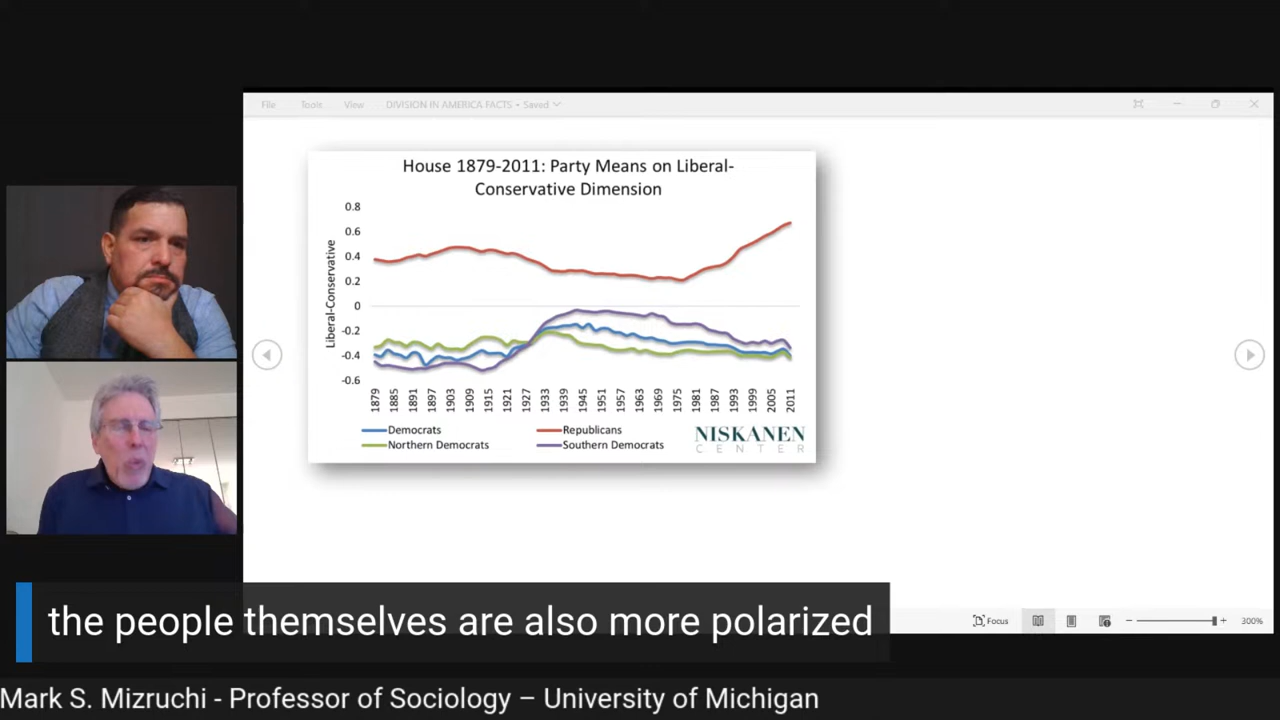 File Tools View DIVISION IN AMERICA FACTS • Saved
House 1879-2011: Party Means on Liberal-
Conservative Dimension
Liberal-Conservative
0.8
0.6
0.4
0.2
0
-0.2
-0.4
-0.6
1879 1885 1891 1897 1903 1909 1915 1921 1927 1933 1939 1945 1951 1957 1963 1969 1975 1981 1987 1993 1999 2005 2011
Democrats Republicans
Northern Democrats Southern Democrats
NISKANEN
CENTER
Focus 300%
the people themselves are also more polarized
Mark S. Mizruchi - Professor of Sociology – University of Michigan